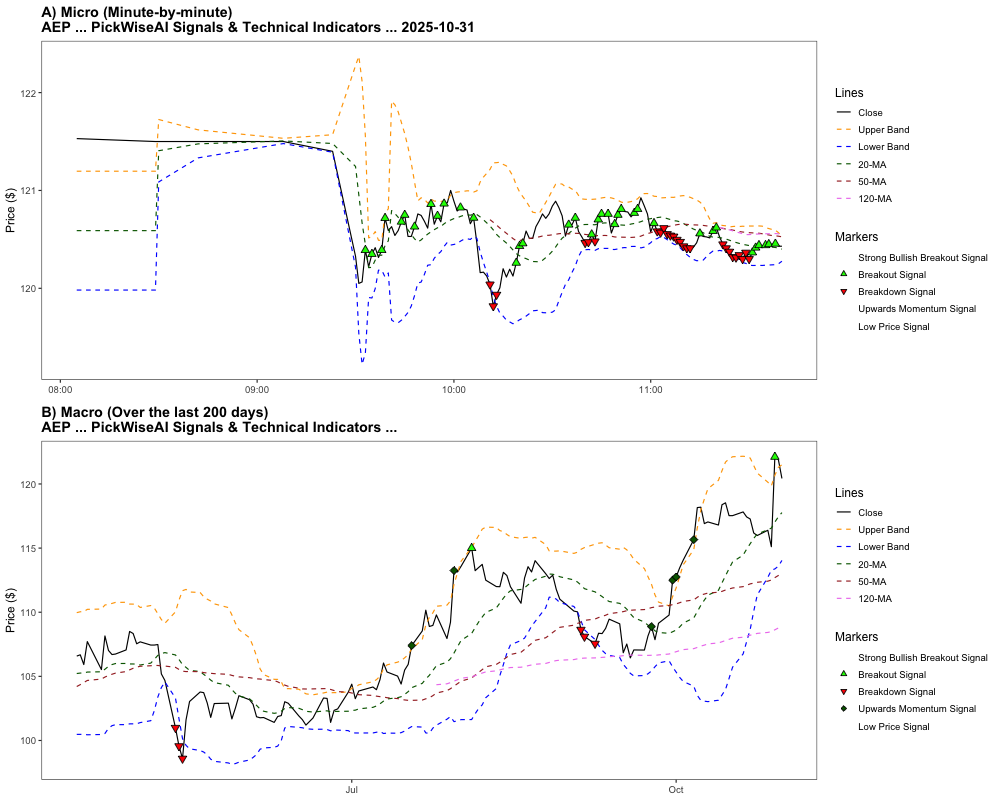 A) Micro (Minute-by-minute)
AEP ... PickWiseAI Signals & Technical Indicators ... 2025-10-31
Price ($)
122
121
120
08:00
09:00
10:00
11:00
Lines
Close
Upper Band
Lower Band
20-MA
50-MA
120-MA
Markers
Strong Bullish Breakout Signal
Breakout Signal
Breakdown Signal
Upwards Momentum Signal
Low Price Signal
B) Macro (Over the last 200 days)
AEP ... PickWiseAI Signals & Technical Indicators ...
Price ($)
120
115
110
105
100
Jul
Oct
Lines
Close
Upper Band
Lower Band
20-MA
50-MA
120-MA
Markers
Strong Bullish Breakout Signal
Breakout Signal
Breakdown Signal
Upwards Momentum Signal
Low Price Signal